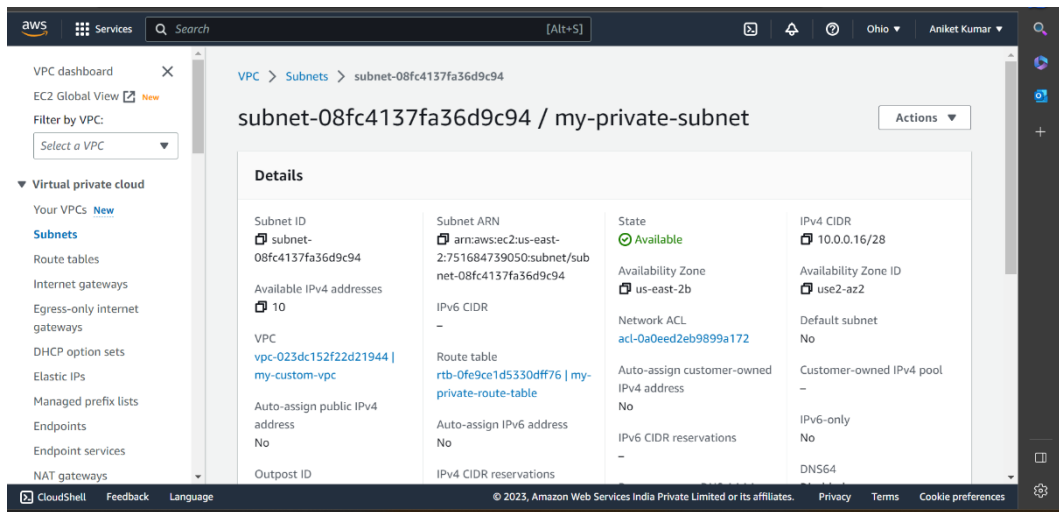 aws
Services
Search
[Alt+S]
Ohio
Aniket Kumar
VPC dashboard
EC2 Global View New
Filter by VPC:
Select a VPC
Virtual private cloud
Your VPCs New
Subnets
Route tables
Internet gateways
Egress-only internet
gateways
DHCP option sets
Elastic IPs
Managed prefix lists
Endpoints
Endpoint services
NAT gateways
VPC > Subnets > subnet-08fc4137fa36d9c94
subnet-08fc4137fa36d9c94 / my-private-subnet
Actions
Details
Subnet ID
subnet-
08fc4137fa36d9c94
Available IPv4 addresses
10
VPC
vpc-023dc152f22d21944 |
my-custom-vpc
Auto-assign public IPv4
address
No
Outpost ID
Subnet ARN
arn:aws:ec2:us-east-
2:751684739050:subnet/sub
net-08fc4137fa36d9c94
IPv6 CIDR
–
Route table
rtb-0fe9ce1d5330dff76 | my-
private-route-table
Auto-assign IPv6 address
No
IPv4 CIDR reservations
State
Available
Availability Zone
us-east-2b
Network ACL
acl-0a0eed2eb9899a172
Auto-assign customer-owned
IPv4 address
No
IPv6 CIDR reservations
–
IPv4 CIDR
10.0.0.16/28
Availability Zone ID
use2-az2
Default subnet
No
Customer-owned IPv4 pool
–
IPv6-only
No
DNS64
CloudShell
Feedback
Language
© 2023, Amazon Web Services India Private Limited or its affiliates.
Privacy
Terms
Cookie preferences